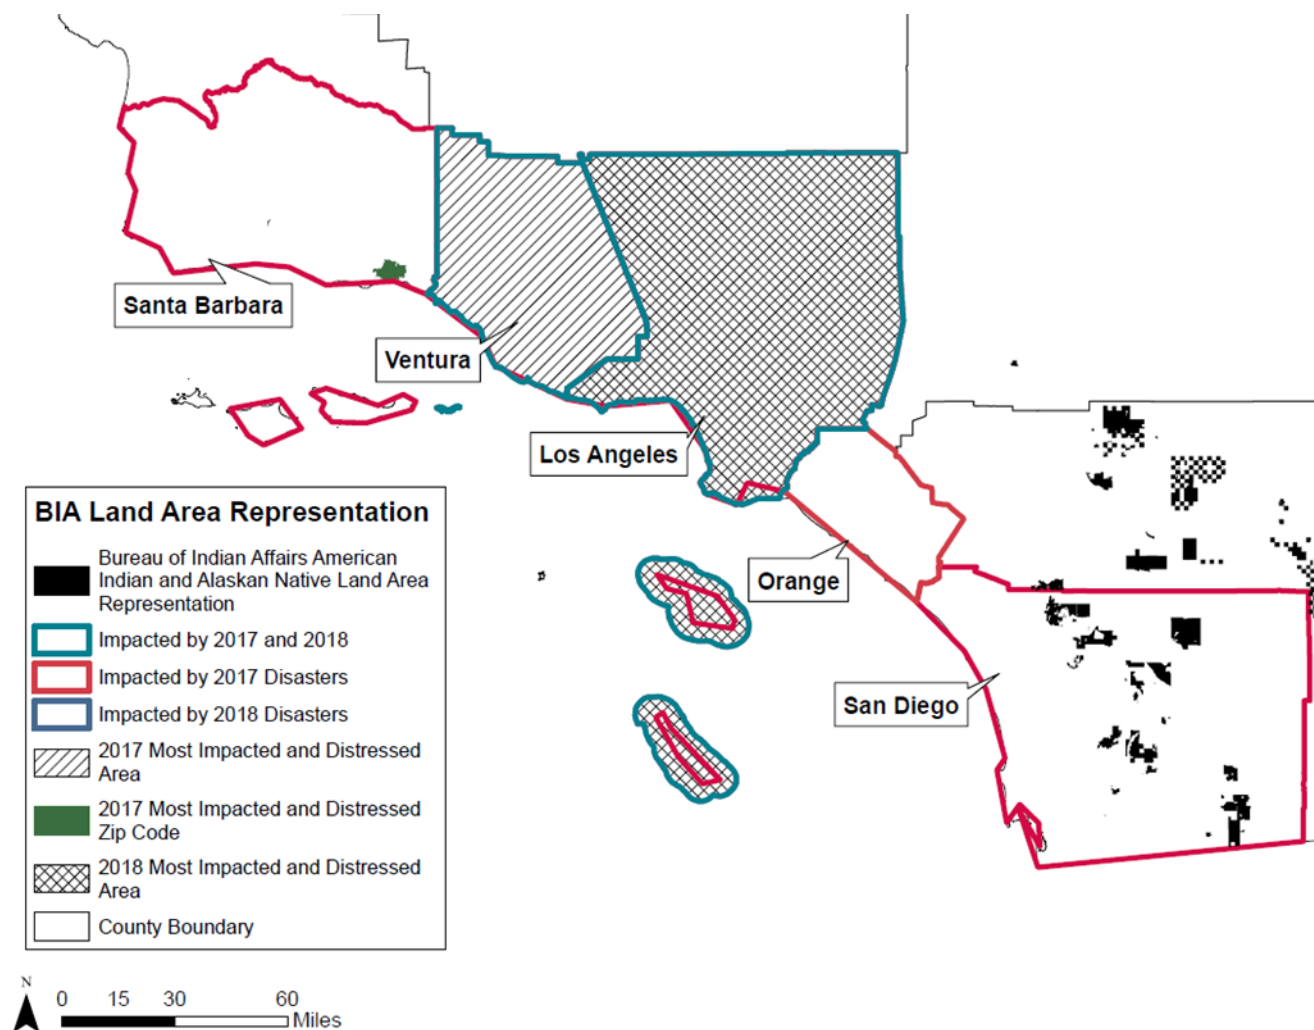 Santa Barbara
Ventura
Los Angeles
Orange
San Diego
BIA Land Area Representation
Bureau of Indian Affairs American
Indian and Alaskan Native Land Area
Representation
Impacted by 2017 and 2018
Impacted by 2017 Disasters
Impacted by 2018 Disasters
2017 Most Impacted and Distressed
Area
2017 Most Impacted and Distressed
Zip Code
2018 Most Impacted and Distressed
Area
County Boundary
N
0 15 30 60
Miles